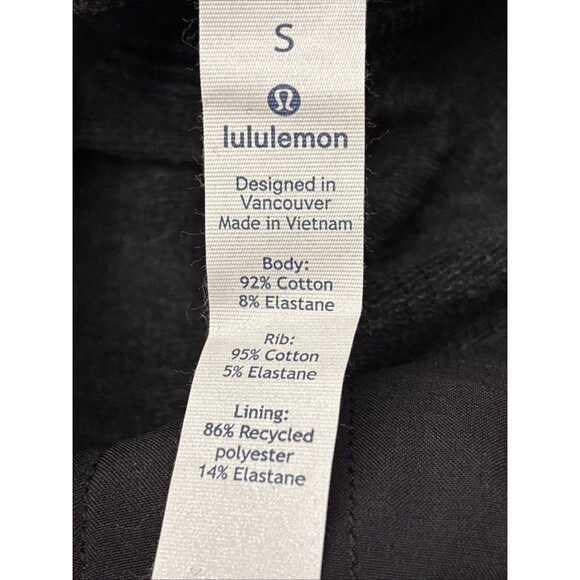 S
lululemon
Designed in
Vancouver
Made in Vietnam
Body:
92% Cotton
8% Elastane
Rib:
95% Cotton
5% Elastane
Lining:
86% Recycled
polyester
14% Elastane